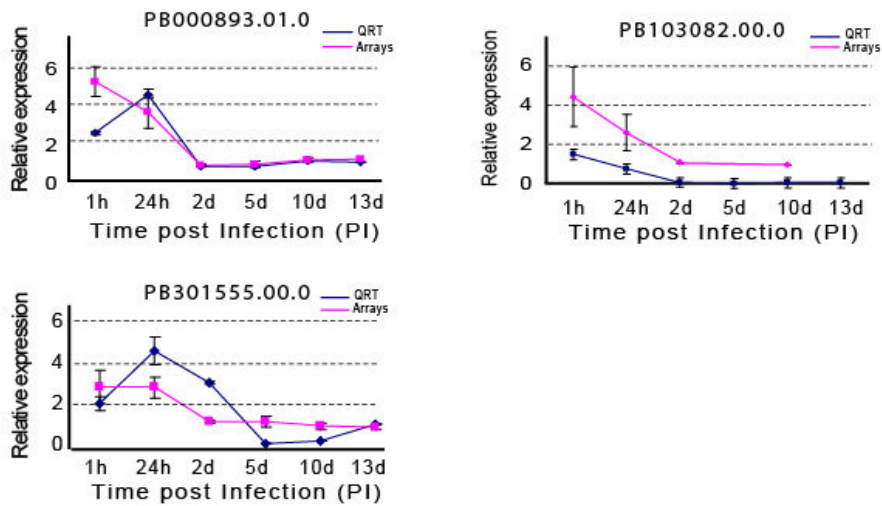 PB000893.01.0
QRT
Arrays
Relative expression
6
4
2
0
1h 24h 2d 5d 10d 13d
Time post Infection (PI)
PB103082.00.0
QRT
Arrays
Relative expression
6
4
2
0
1h 24h 2d 5d 10d 13d
Time post Infection (PI)
PB301555.00.0
QRT
Arrays
Relative expression
6
4
2
0
1h 24h 2d 5d 10d 13d
Time post Infection (PI)